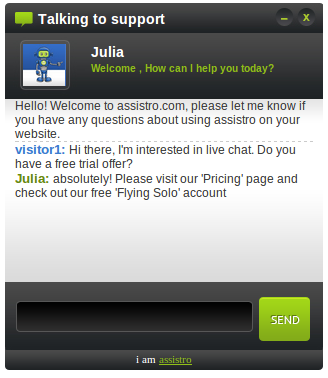 Talking to support
Julia
Welcome , How can I help you today?
Hello! Welcome to assistro.com, please let me know if
you have any questions about using assistro on your
website.
visitor1: Hi there, I'm interested in live chat. Do you
have a free trial offer?
Julia: absolutely! Please visit our 'Pricing' page and
check out our free 'Flying Solo' account
SEND
i am assistro